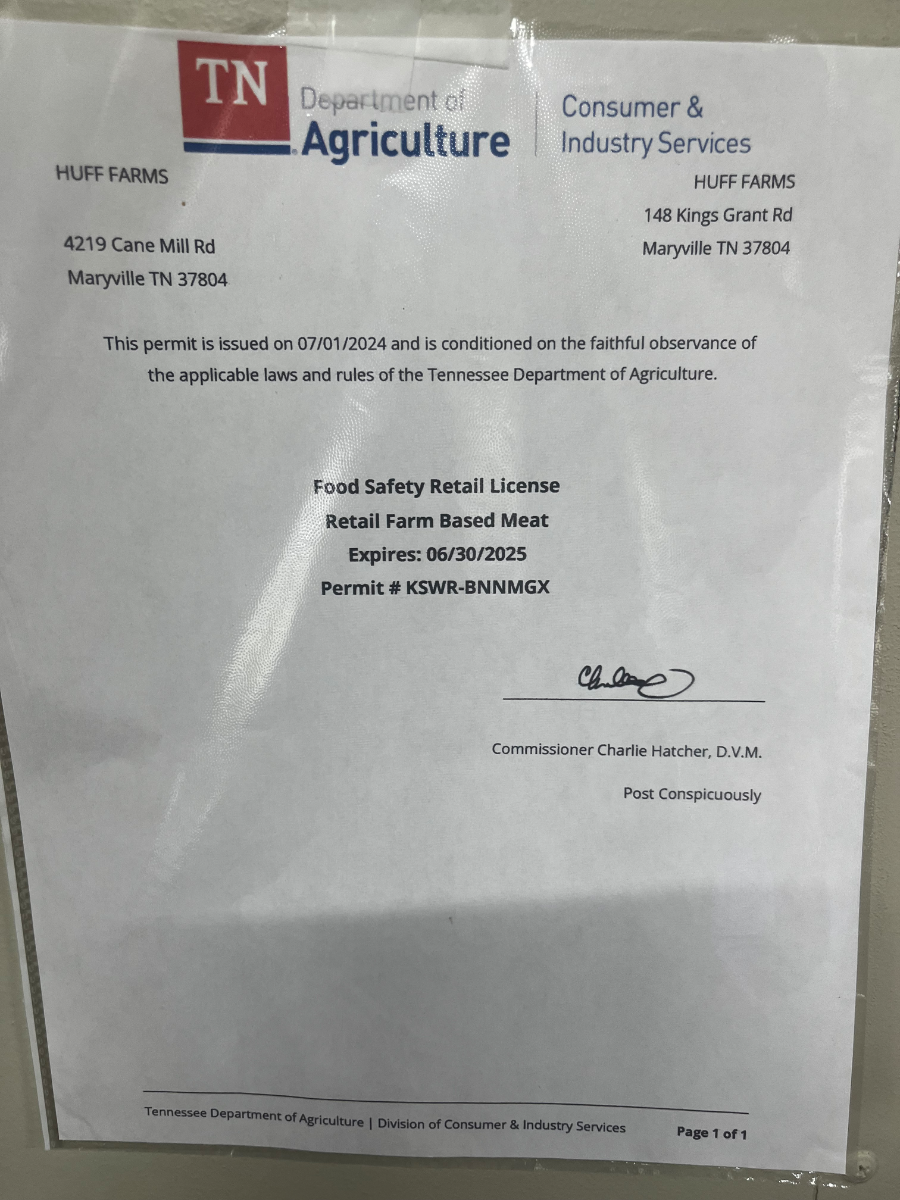 TN
Department of
Agriculture
Consumer &
Industry Services
HUFF FARMS
4219 Cane Mill Rd
Maryville TN 37804
HUFF FARMS
148 Kings Grant Rd
Maryville TN 37804
This permit is issued on 07/01/2024 and is conditioned on the faithful observance of
the applicable laws and rules of the Tennessee Department of Agriculture.
Food Safety Retail License
Retail Farm Based Meat
Expires: 06/30/2025
Permit # KSWR-BNNMGX
Commissioner Charlie Hatcher, D.V.M.
Post Conspicuously
Tennessee Department of Agriculture | Division of Consumer & Industry Services
Page 1 of 1